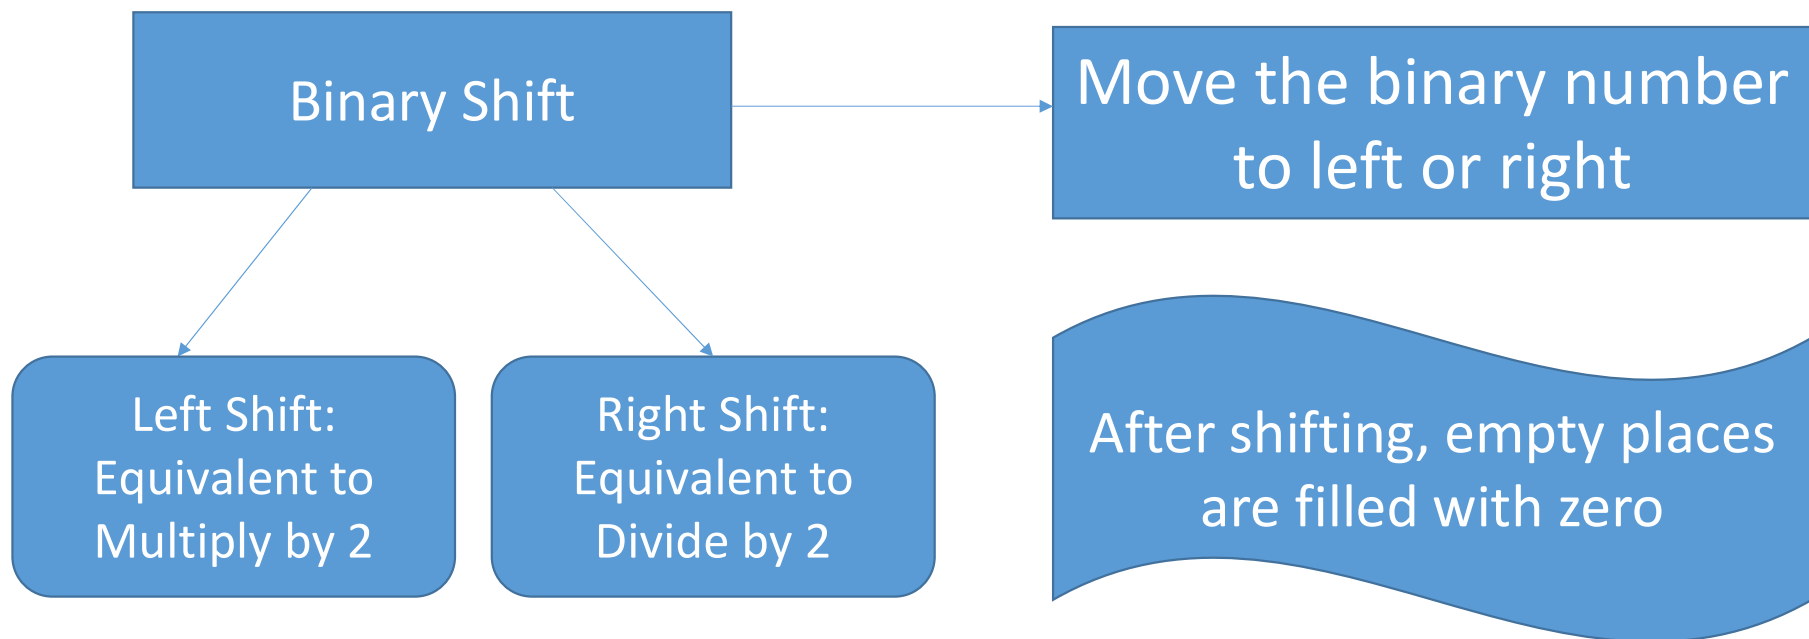 Binary Shift
Move the binary number
to left or right
Left Shift:
Equivalent to
Multiply by 2
Right Shift:
Equivalent to
Divide by 2
After shifting, empty places
are filled with zero